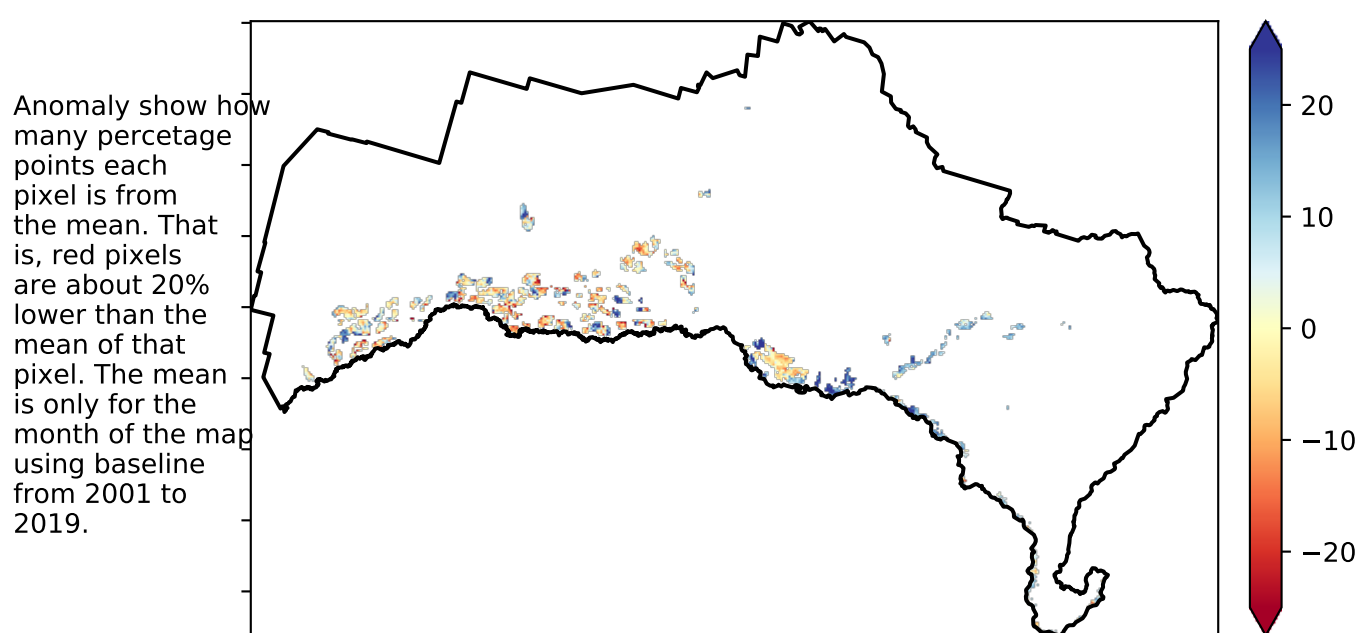 Anomaly show how
many percetage
points each
pixel is from
the mean. That
is, red pixels
are about 20%
lower than the
mean of that
pixel. The mean
is only for the
month of the map
using baseline
from 2001 to
2019.
20
10
0
−10
−20